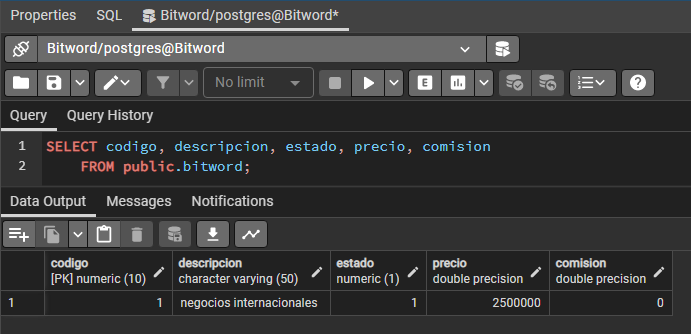 Properties SQL Bitword/postgres@Bitword*
Bitword/postgres@Bitword
No limit E
Query Query History
1 SELECT codigo, descripcion, estado, precio, comision
2 FROM public.bitword;
Data Output Messages Notifications
codigo descripcion estado precio comision
[PK] numeric (10) character varying (50) numeric (1) double precision double precision
1 1 negocios internacionales 1 2500000 0